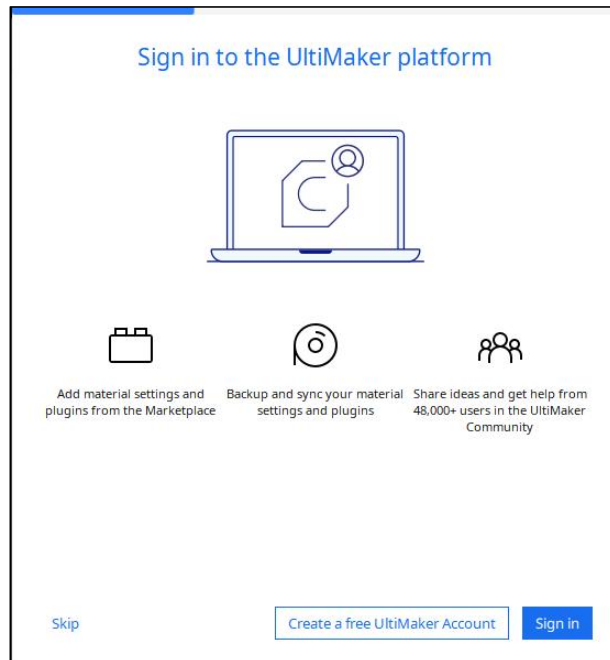 Sign in to the UltiMaker platform
Add material settings and
plugins from the Marketplace
Backup and sync your material
settings and plugins
Share ideas and get help from
48,000+ users in the UltiMaker
Community
Skip
Create a free UltiMaker Account
Sign in